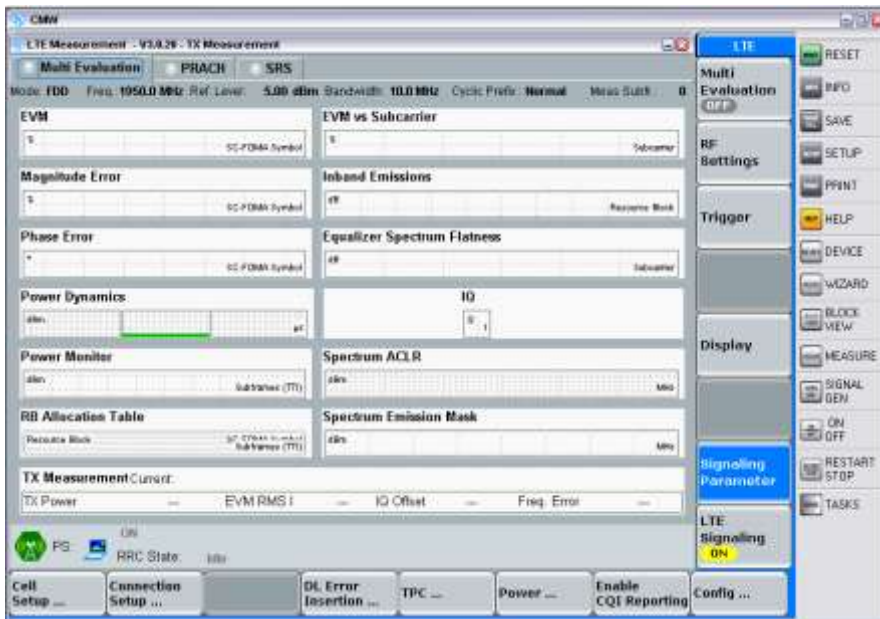 CMW
LTE Measurement - V3.0.20 - TX Measurement
Multi Evaluation PRACH SRS
Mode: FDD Freq.: 1950.0 MHz Ref. Level: 5.00 dBm Bandwidth: 10.0 MHz Cyclic Prefix: Normal Meas Subfr.: 0
EVM
%
SC-FDMA Symbol
EVM vs Subcarrier
%
Subcarrier
Magnitude Error
%
SC-FDMA Symbol
Inband Emissions
dB
Resource Block
Phase Error
°
SC-FDMA Symbol
Equalizer Spectrum Flatness
dB
Subcarrier
Power Dynamics
dBm
µs
IQ
Q
I
Power Monitor
dBm
Subframes (TTI)
Spectrum ACLR
dBm
MHz
RB Allocation Table
Resource Block
SC-FDMA Symbol
Subframes (TTI)
Spectrum Emission Mask
dBm
MHz
TX Measurement Current:
TX Power --- EVM RMS l --- IQ Offset --- Freq. Error ---
PS: ON
RRC State: Idle
LTE
Multi Evaluation
OFF
RF Settings
Trigger
Display
Signaling Parameter
LTE Signaling
ON
Cell Setup ...
Connection Setup ...
DL Error Insertion ...
TPC ...
Power ...
Enable CQI Reporting
Config ...
RESET
INFO
SAVE
SETUP
PRINT
HELP
DEVICE
WIZARD
BLOCK VIEW
MEASURE
SIGNAL GEN
ON OFF
RESTART STOP
TASKS